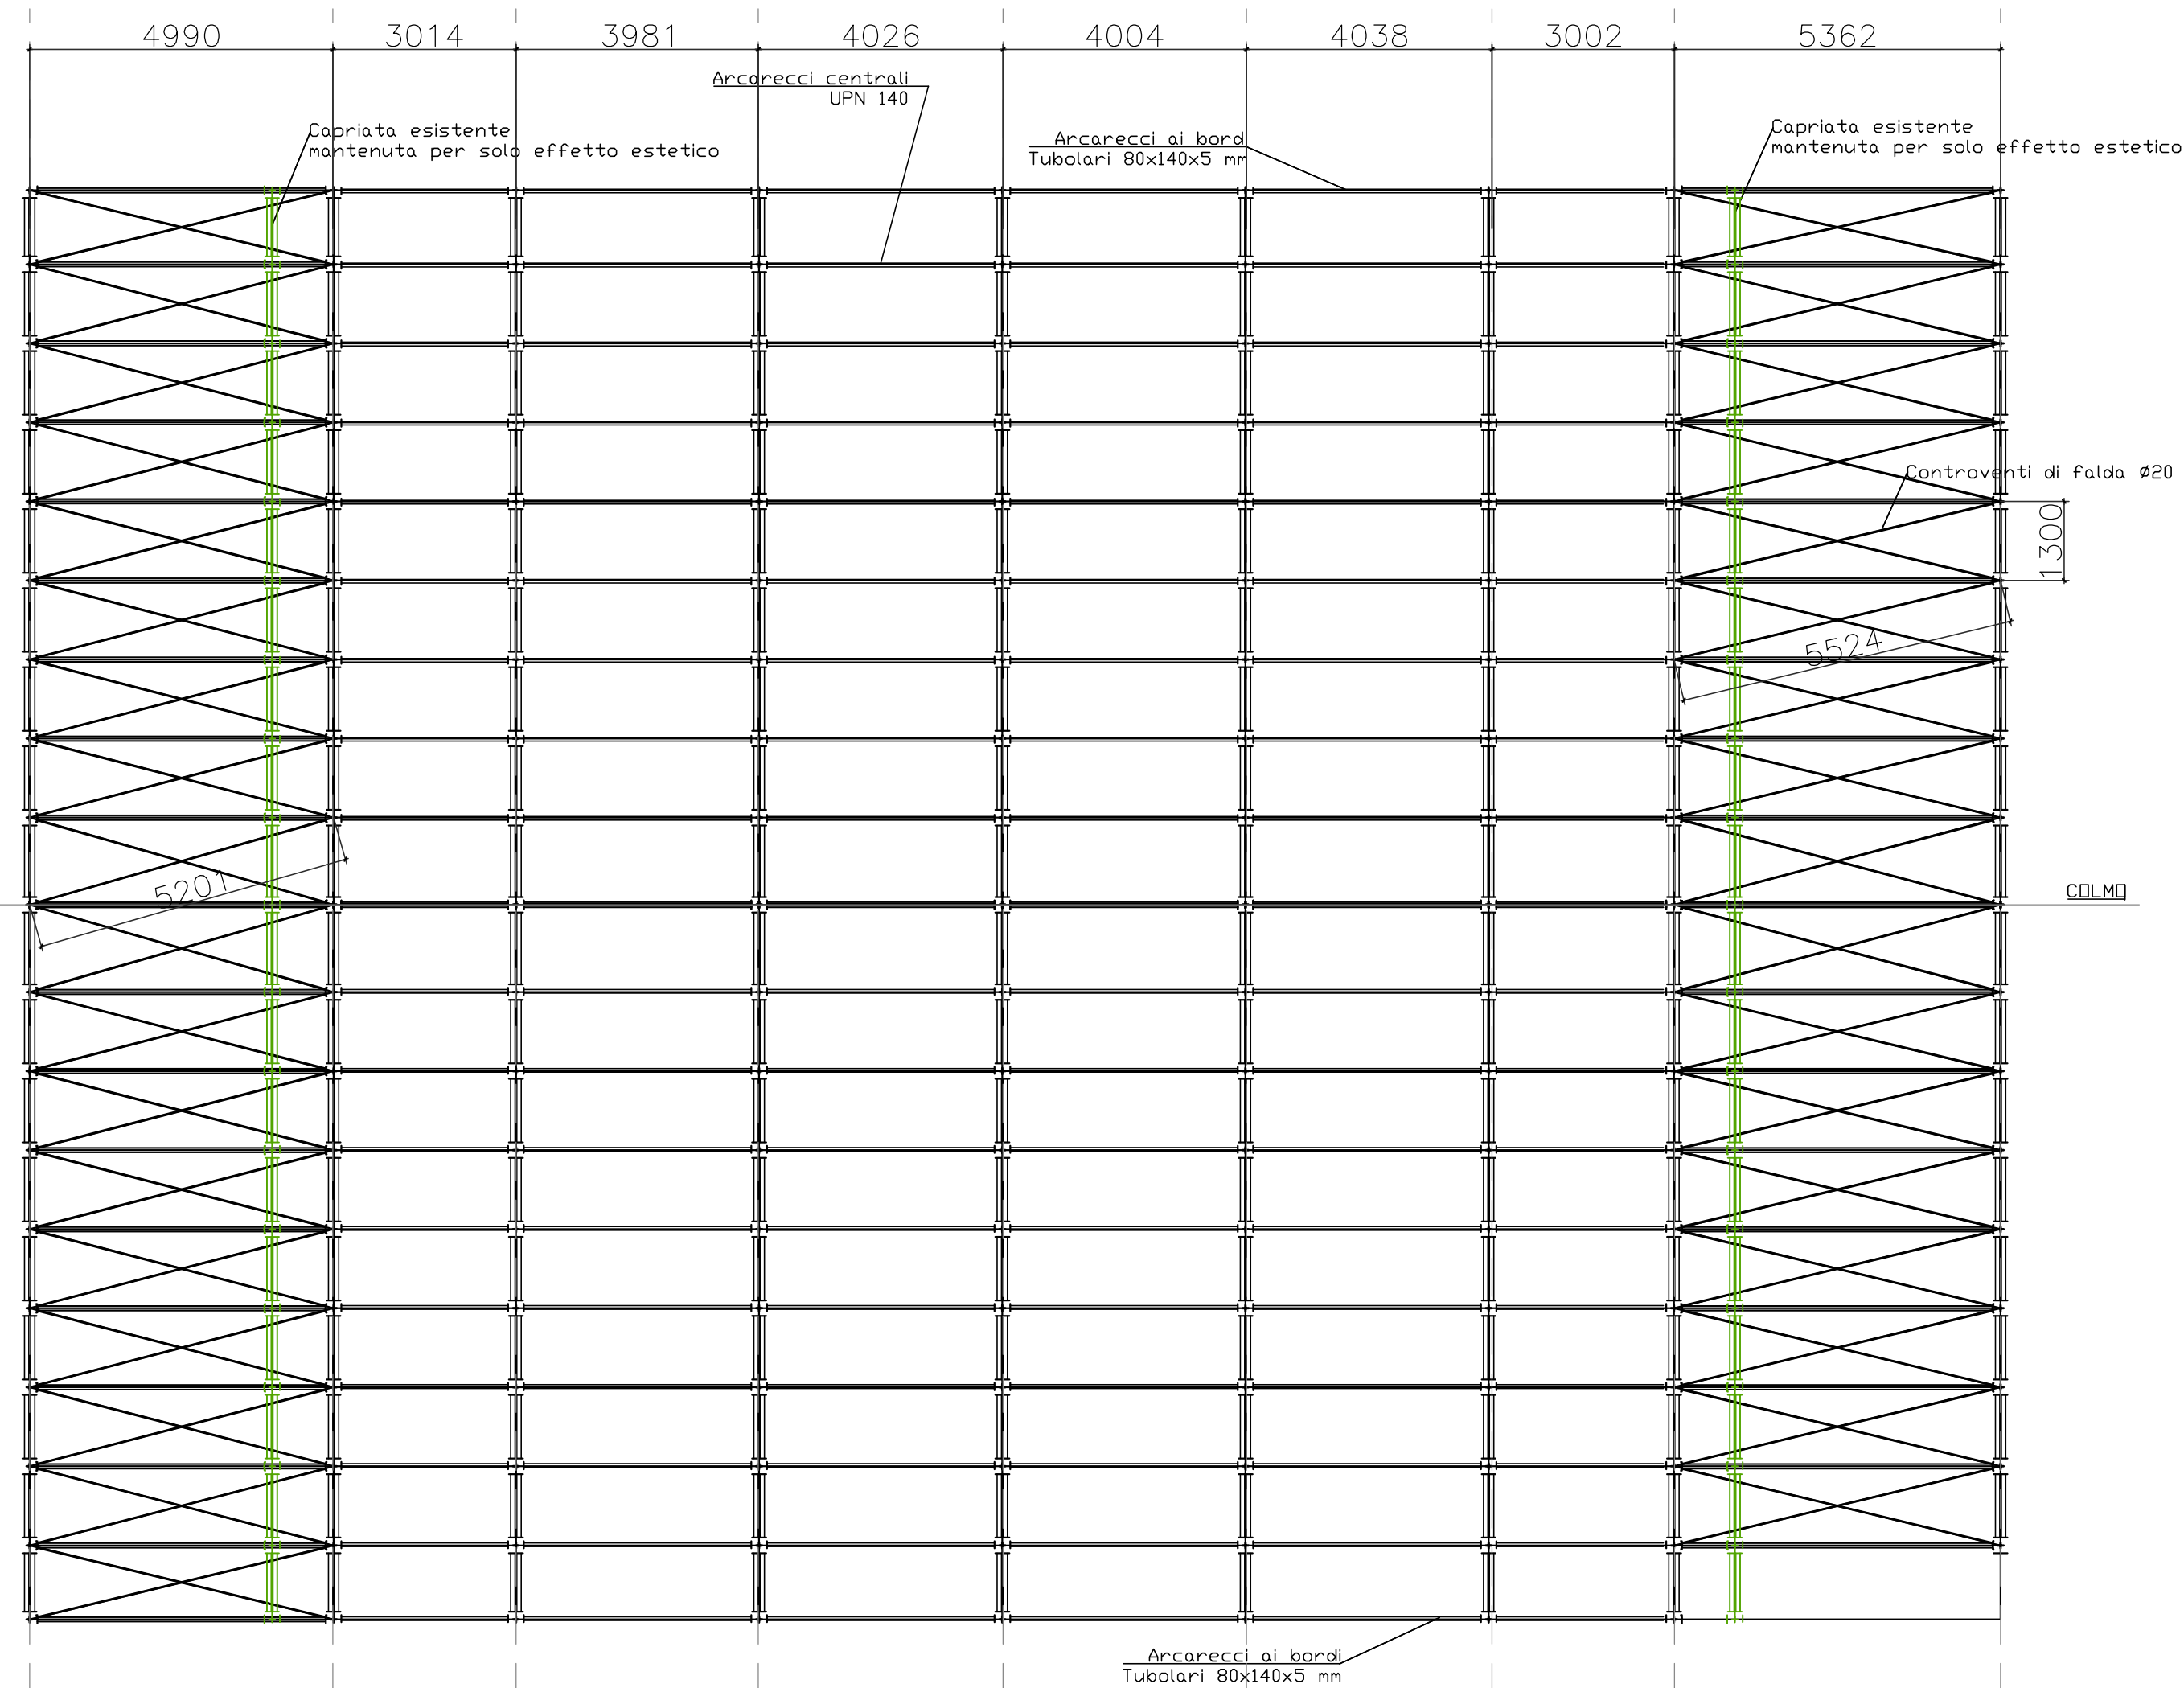 4990 3014 3981 4026 4004 4038 3002 5362
Arcarecci centrali
UPN 140
Capriata esistente
mantenuta per solo effetto estetico
Arcarecci ai bord
Tubolari 80x140x5 mm
Capriata esistente
mantenuta per solo effetto estetico
Controventi di falda Ø20
1300
5524
5201
COLMO
Arcarecci ai bordi
Tubolari 80x140x5 mm